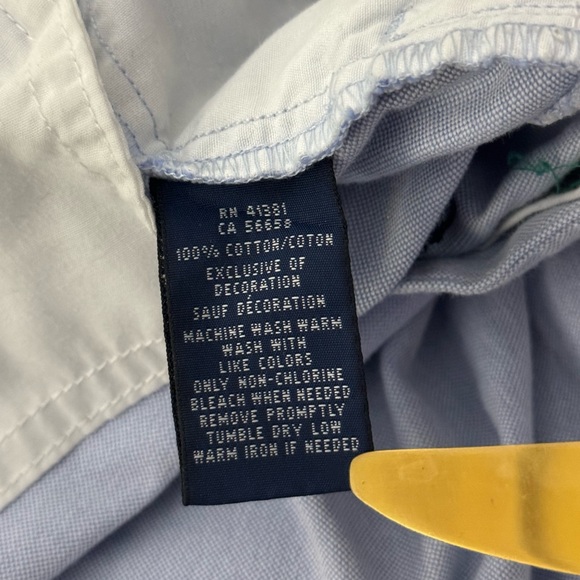 RN 41381
CA 56658
100% COTTON/COTON
EXCLUSIVE OF
DECORATION
SAUF DÉCORATION
MACHINE WASH WARM
WASH WITH
LIKE COLORS
ONLY NON-CHLORINE
BLEACH WHEN NEEDED
REMOVE PROMPTLY
TUMBLE DRY LOW
WARM IRON IF NEEDED